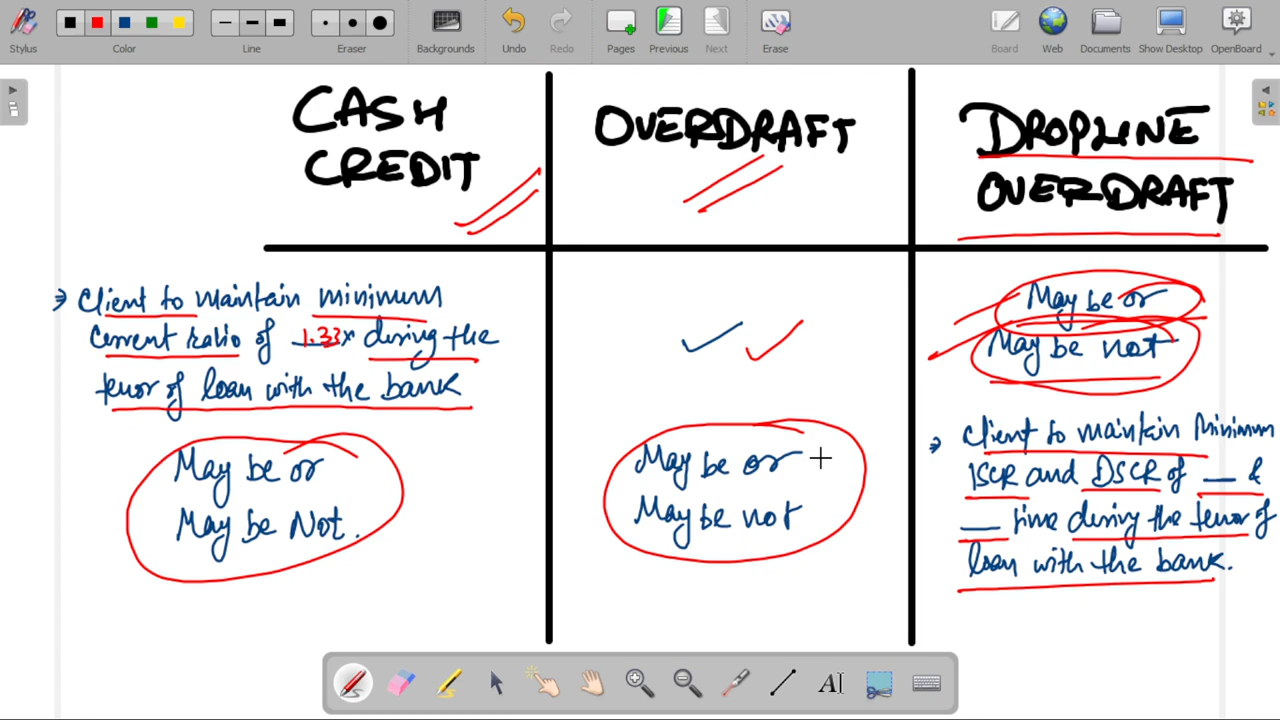 Stylus
Color
Line
Eraser
Backgrounds
Undo
Redo
Pages
Previous
Next
Erase
Board
Web
Documents
Show Desktop
OpenBoard
CASH
CREDIT
OVERDRAFT
DROPLINE
OVERDRAFT
→ Client to maintain minimum
current ratio of 1.33x during the
tenor of loan with the bank
May be or
May be Not.
May be or
May be not
May be or
May be not
→ Client to maintain Minimum
ISCR and DSCR of __ &
__ time during the tenor of
loan with the bank.